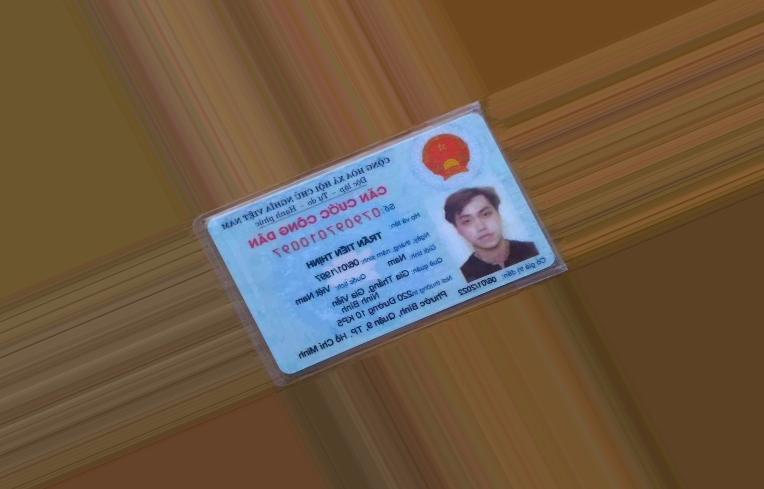 CỘNG HÒA XÃ HỘI CHỦ NGHĨA VIỆT NAM
Độc lập - Tự do - Hạnh phúc
CĂN CƯỚC CÔNG DÂN
Số: 079097010097
Họ và tên:
TRẦN TIẾN THỊNH
Ngày, tháng, năm sinh: 06/01/1997
Giới tính: Nam Quốc tịch: Việt Nam
Quê quán: Gia Thắng, Gia Viễn
Ninh Bình
Nơi thường trú: 220 Đường 10 KP5
Phước Bình, Quận 9, TP. Hồ Chí Minh
Có giá trị đến: 06/01/2022